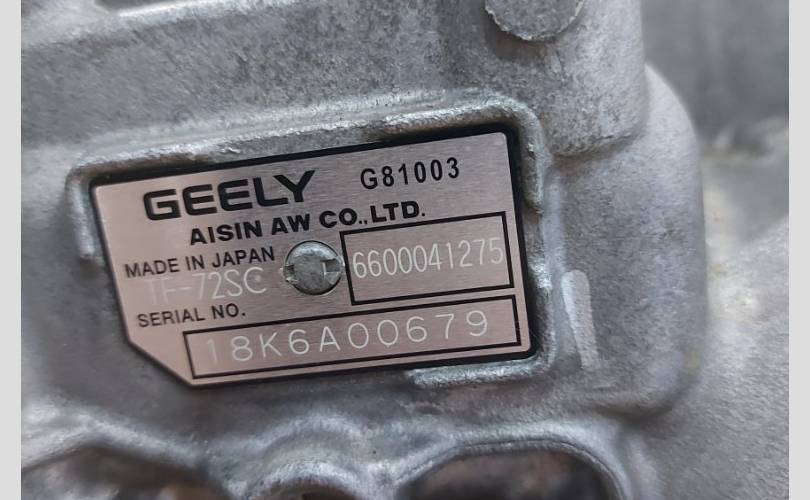 GEELY G81003
AISIN AW CO.,LTD.
MADE IN JAPAN
TF-72SC
6600041275
SERIAL NO.
18K6A00679